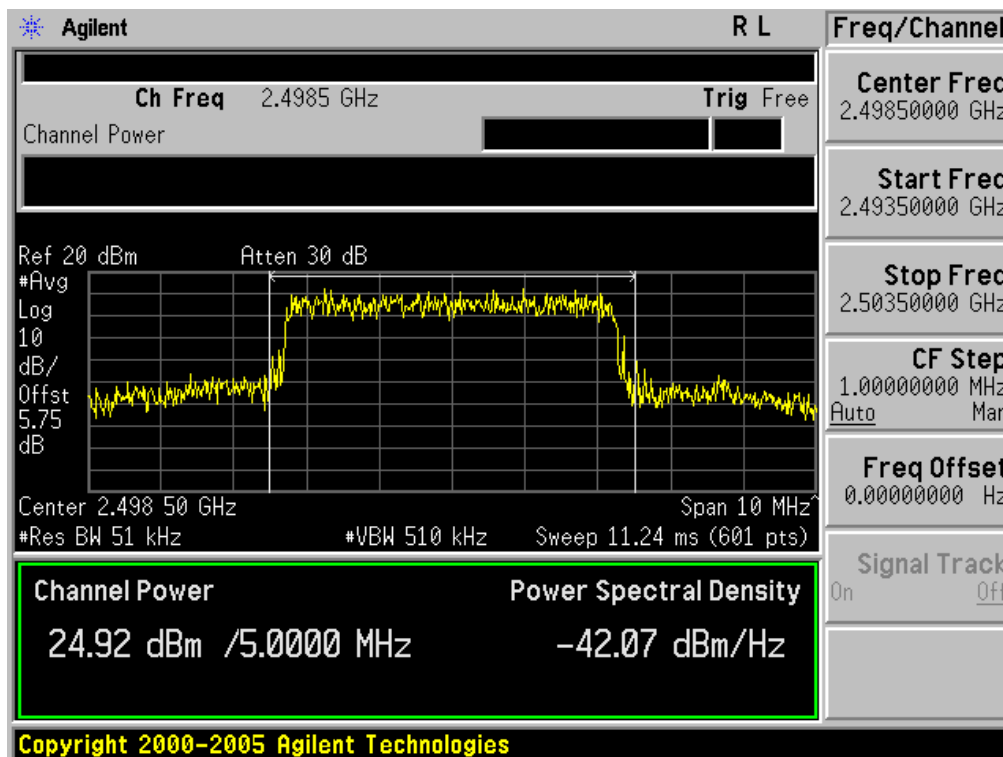 Agilent R L Freq/Channel
Ch Freq 2.4985 GHz Trig Free
Channel Power
Center Freq
2.49850000 GHz
Start Freq
2.49350000 GHz
Stop Freq
2.50350000 GHz
CF Step
1.00000000 MHz
Auto Man
Freq Offset
0.00000000 Hz
Signal Track
On Off
Ref 20 dBm Atten 30 dB
#Avg
Log
10
dB/
Offst
5.75
dB
Center 2.498 50 GHz Span 10 MHz^
#Res BW 51 kHz #VBW 510 kHz Sweep 11.24 ms (601 pts)
Channel Power Power Spectral Density
24.92 dBm /5.0000 MHz -42.07 dBm/Hz
Copyright 2000-2005 Agilent Technologies